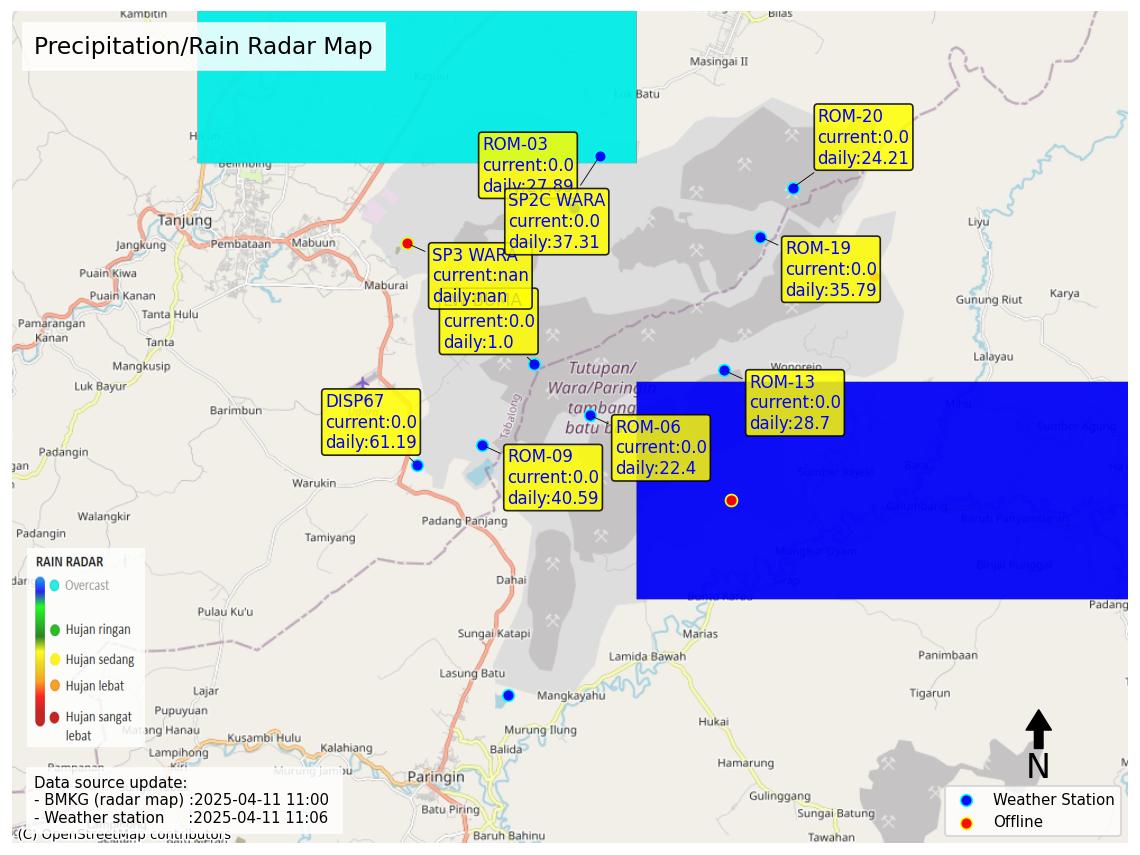 Kambitin
Bilas
Precipitation/Rain Radar Map
Masingai II
Batu
ROM-20
current:0.0
daily:24.21
ROM-03
current:0.0
daily:27.89
Belimbing
SP2C WARA
current:0.0
daily:37.31
Tanjung
Liyu
Jangkung
Pembataan
Mabuun
ROM-19
current:0.0
daily:35.79
SP3 WARA
current:nan
daily:nan
Puain Kiwa
Maburai
Puain Kanan
current:0.0
daily:1.0
Gunung Riut
Karya
Tanta Hulu
Pamarangan
Kanan
Tanta
Lalayau
Mangkusip
Wonorejo
Luk Bayur
Tutupan/
Wara/Paringin
tambang
batu b
ROM-13
current:0.0
daily:28.7
DISP67
current:0.0
daily:61.19
Barimbun
Tabalong
ROM-06
current:0.0
daily:22.4
ROM-09
current:0.0
daily:40.59
Padangin
Warukin
Walangkir
Padang Panjang
Padangin
Tamiyang
RAIN RADAR
Overcast
Hujan ringan
Hujan sedang
Hujan lebat
Hujan sangat
lebat
Dahai
Pulau Ku'u
Padang
Sungai Katapi
Marias
Lamida Bawah
Panimbaan
Lasung Batu
Lajar
Mangkayahu
Tigarun
Pupuyuan
Matang Hanau
Hukai
Murung Ilung
Kusambi Hulu
Kalahiang
Lampihong
Balida
N
Hamarung
Murung Jambu
Paringin
Data source update:
- BMKG (radar map) :2025-04-11 11:00
- Weather station :2025-04-11 11:06
Gulinggang
Batu Piring
Sungai Batung
Weather Station
Offline
(C) OpenStreetMap contributors
Baruh Bahinu
Tawahan